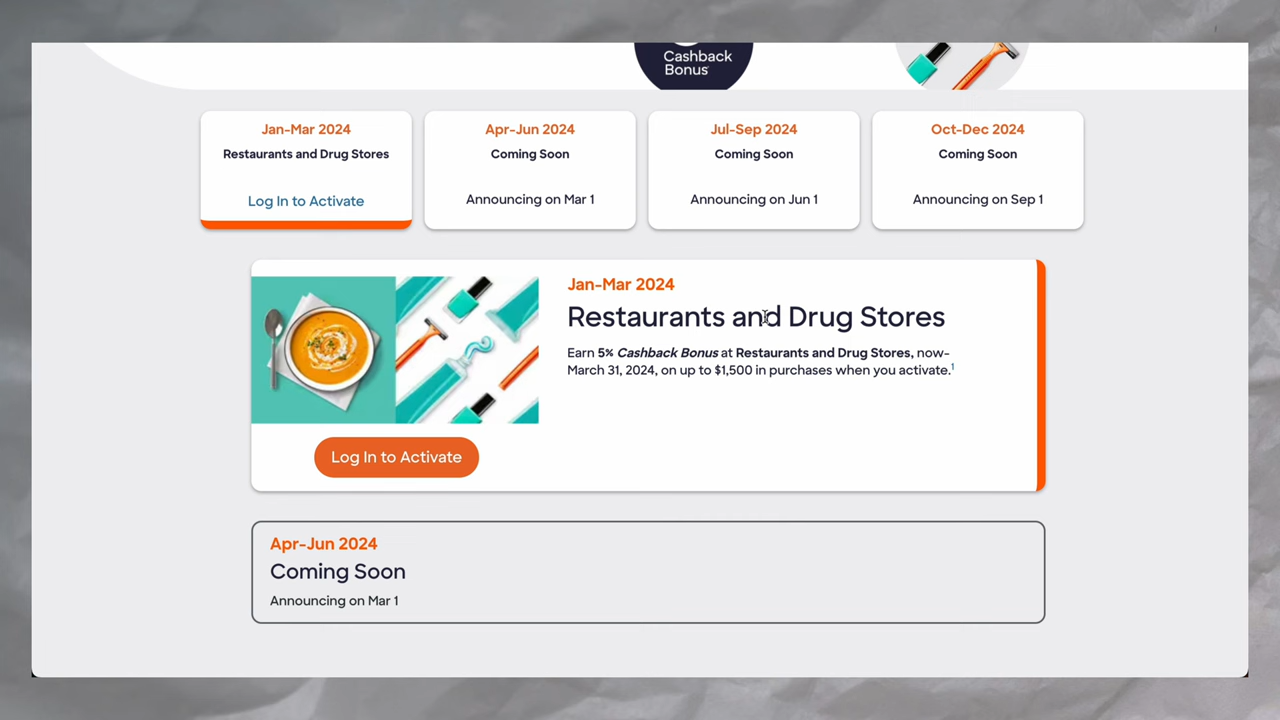 Cashback
Bonus
Jan-Mar 2024
Restaurants and Drug Stores
Log In to Activate
Apr-Jun 2024
Coming Soon
Announcing on Mar 1
Jul-Sep 2024
Coming Soon
Announcing on Jun 1
Oct-Dec 2024
Coming Soon
Announcing on Sep 1
Jan-Mar 2024
Restaurants and Drug Stores
Earn 5% Cashback Bonus at Restaurants and Drug Stores, now-
March 31, 2024, on up to $1,500 in purchases when you activate.1
Log In to Activate
Apr-Jun 2024
Coming Soon
Announcing on Mar 1